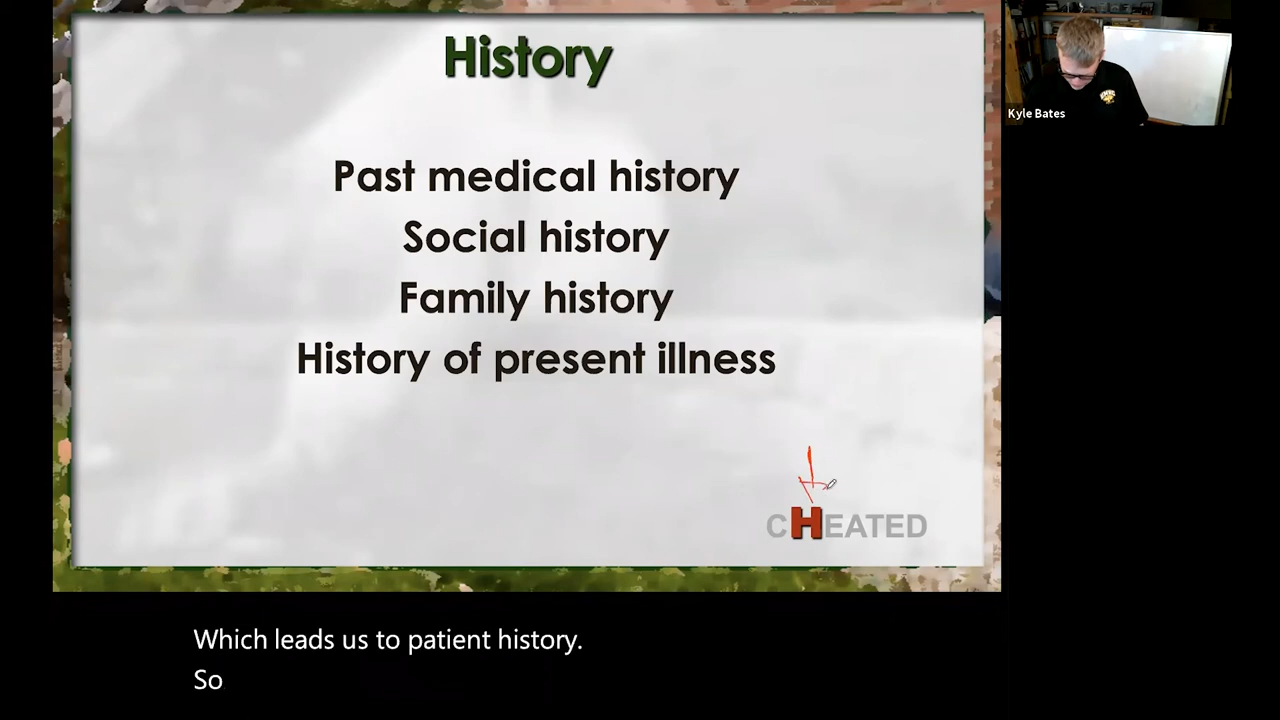 History
Past medical history
Social history
Family history
History of present illness
CHEATED
Kyle Bates
Which leads us to patient history.
So